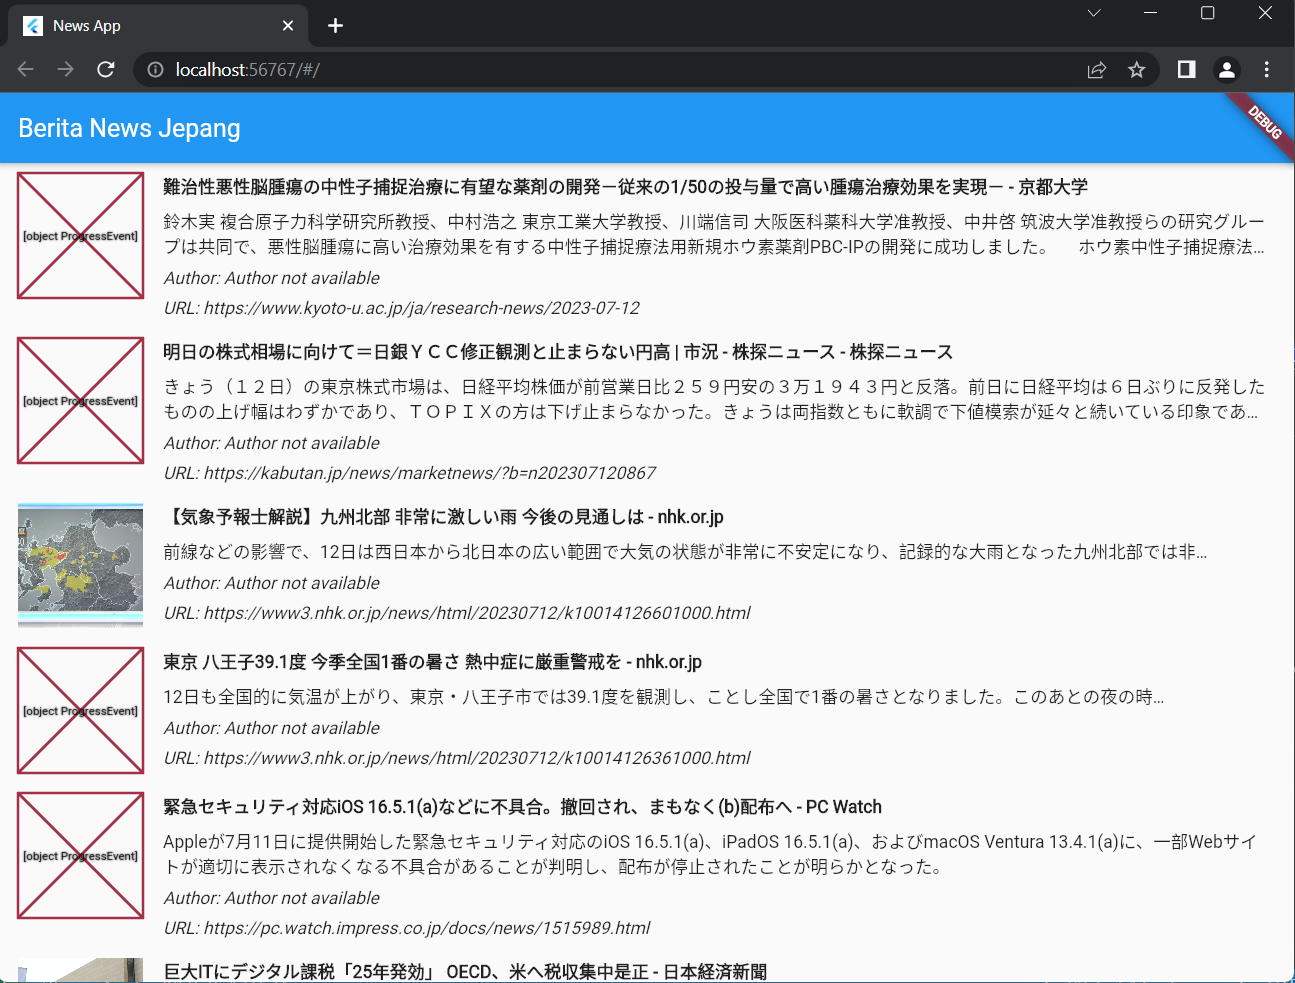 News App
localhost:56767/#/
Berita News Jepang
DEBUG
難治性悪性脳腫瘍の中性子捕捉治療に有望な薬剤の開発－従来の1/50の投与量で高い腫瘍治療効果を実現－ - 京都大学
[object ProgressEvent]
鈴木実 複合原子力科学研究所教授、中村浩之 東京工業大学教授、川端信司 大阪医科薬科大学准教授、中井啓 筑波大学准教授らの研究グルー
プは共同で、悪性脳腫瘍に高い治療効果を有する中性子捕捉療法用新規ホウ素薬剤PBC-IPの開発に成功しました。　ホウ素中性子捕捉療法...
Author: Author not available
URL: https://www.kyoto-u.ac.jp/ja/research-news/2023-07-12
明日の株式相場に向けて＝日銀ＹＣＣ修正観測と止まらない円高 | 市況 - 株探ニュース - 株探ニュース
[object ProgressEvent]
きょう（１２日）の東京株式市場は、日経平均株価が前営業日比２５９円安の３万１９４３円と反落。前日に日経平均は６日ぶりに反発した
ものの上げ幅はわずかであり、ＴＯＰＩＸの方は下げ止まらなかった。きょうは両指数ともに軟調で下値模索が延々と続いている印象であ...
Author: Author not available
URL: https://kabutan.jp/news/marketnews/?b=n202307120867
【気象予報士解説】九州北部 非常に激しい雨 今後の見通しは - nhk.or.jp
前線などの影響で、12日は西日本から北日本の広い範囲で大気の状態が非常に不安定になり、記録的な大雨となった九州北部では非...
Author: Author not available
URL: https://www3.nhk.or.jp/news/html/20230712/k10014126601000.html
東京 八王子39.1度 今季全国1番の暑さ 熱中症に厳重警戒を - nhk.or.jp
[object ProgressEvent]
12日も全国的に気温が上がり、東京・八王子市では39.1度を観測し、ことし全国で1番の暑さとなりました。このあとの夜の時...
Author: Author not available
URL: https://www3.nhk.or.jp/news/html/20230712/k10014126361000.html
緊急セキュリティ対応iOS 16.5.1(a)などに不具合。撤回され、まもなく(b)配布へ - PC Watch
[object ProgressEvent]
Appleが7月11日に提供開始した緊急セキュリティ対応のiOS 16.5.1(a)、iPadOS 16.5.1(a)、およびmacOS Ventura 13.4.1(a)に、一部Webサイ
トが適切に表示されなくなる不具合があることが判明し、配布が停止されたことが明らかとなった。
Author: Author not available
URL: https://pc.watch.impress.co.jp/docs/news/1515989.html
巨大ITにデジタル課税「25年発効」 OECD、米へ税収集中是正 - 日本経済新聞